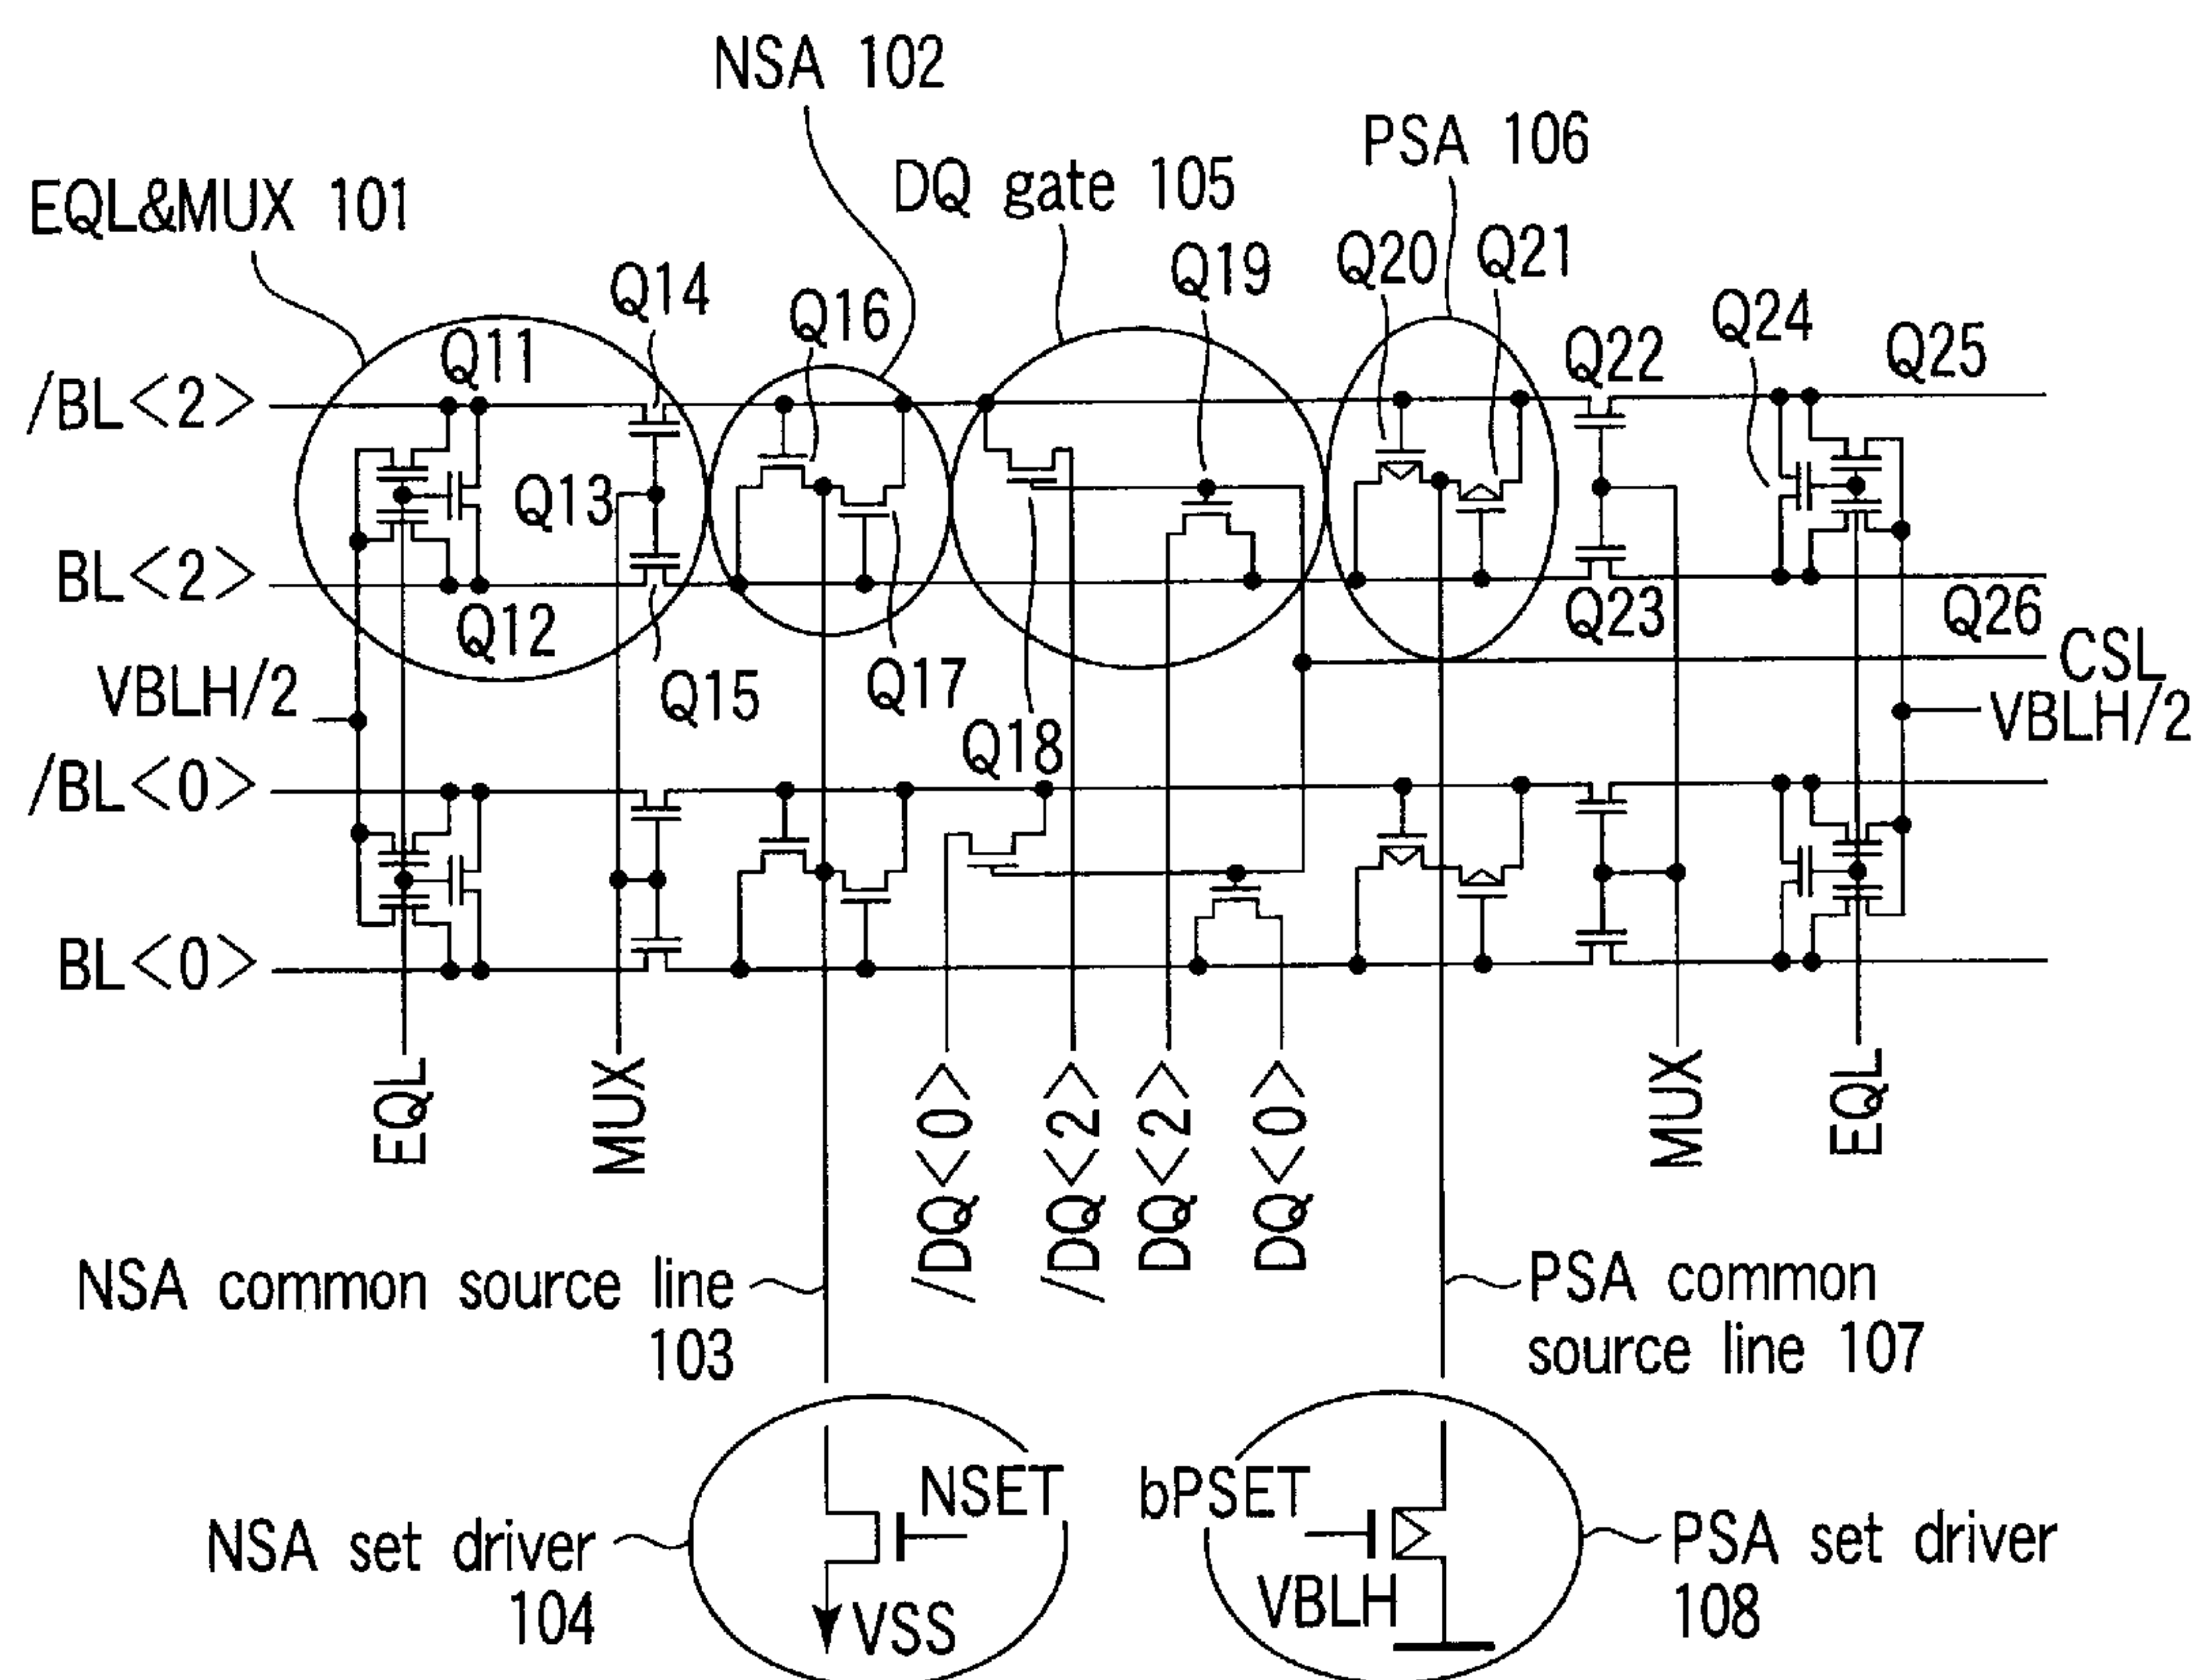 NSA 102
PSA 106
DQ gate 105
EQL&MUX 101
Q19
Q20
Q21
Q14
Q16
Q24
Q11
Q22
Q25
/BL<2>
Q13
BL<2>
Q12
Q23
Q26
CSL
VBLH/2
Q15
Q17
VBLH/2
Q18
/BL<0>
BL<0>
EQL
MUX
/DQ<0>
/DQ<2>
DQ<2>
DQ<0>
MUX
EQL
NSA common source line
103
PSA common
source line 107
NSET
bPSET
NSA set driver
104
VSS
VBLH
PSA set driver
108